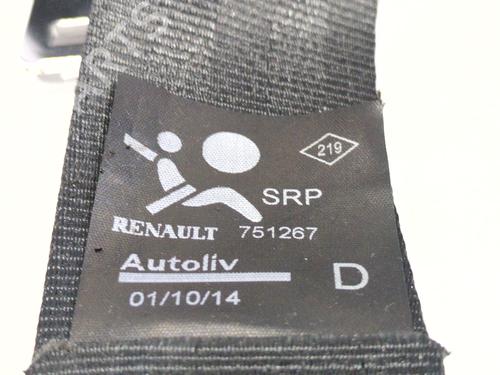 219
SRP
RENAULT 751267
Autoliv
01/10/14
D